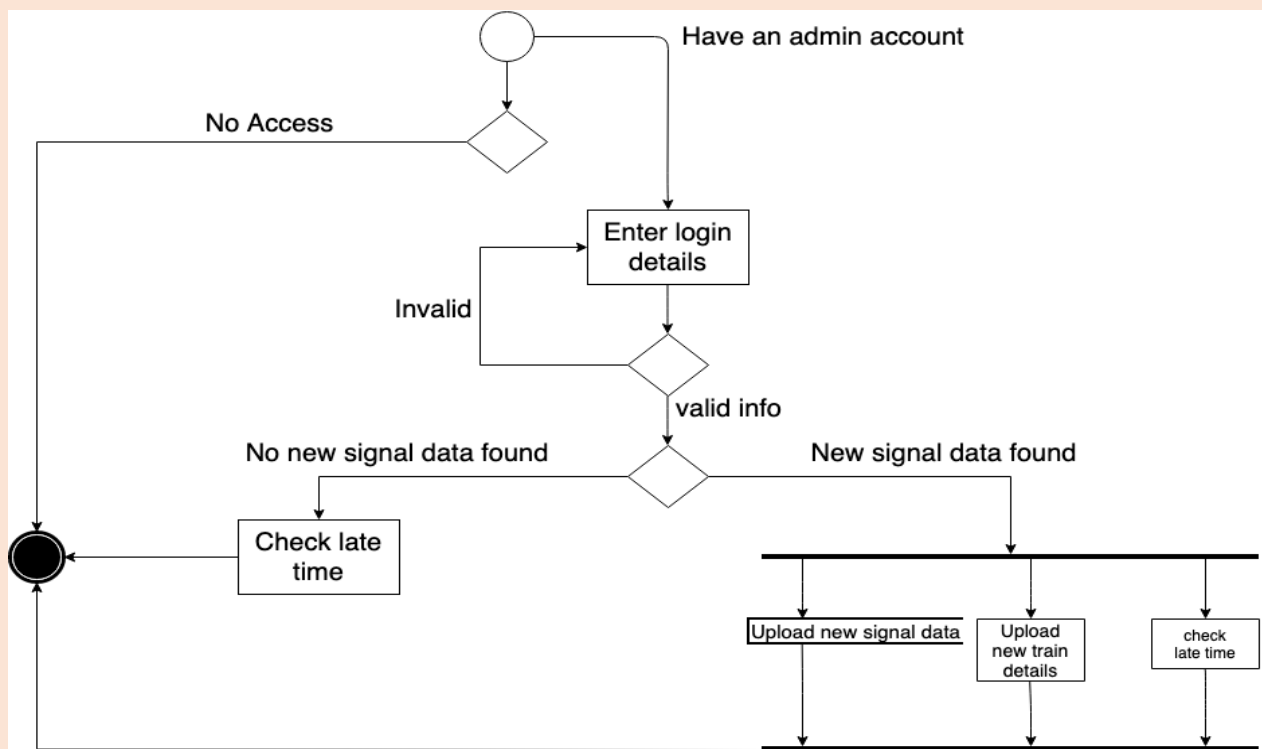 Have an admin account
No Access
Enter login
details
Invalid
valid info
No new signal data found
New signal data found
Check late
time
Upload new signal data
Upload
new train
details
check
late time